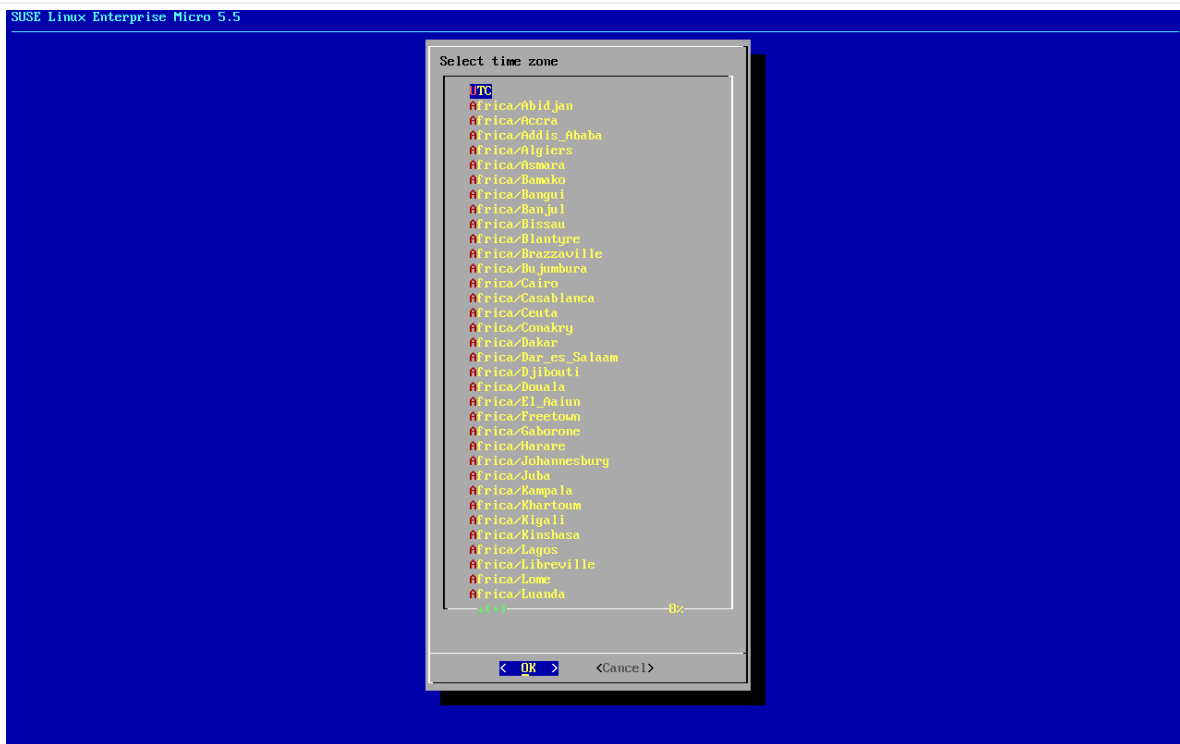 SUSE Linux Enterprise Micro 5.5
Select time zone
UTC
Africa/Abidjan
Africa/Accra
Africa/Addis_Ababa
Africa/Algiers
Africa/Asmara
Africa/Bamako
Africa/Bangui
Africa/Banjul
Africa/Bissau
Africa/Blantyre
Africa/Brazzaville
Africa/Bujumbura
Africa/Cairo
Africa/Casablanca
Africa/Ceuta
Africa/Conakry
Africa/Dakar
Africa/Dar_es_Salaam
Africa/Djibouti
Africa/Douala
Africa/El_Aaiun
Africa/Freetown
Africa/Gaborone
Africa/Harare
Africa/Johannesburg
Africa/Juba
Africa/Kampala
Africa/Khartoum
Africa/Kigali
Africa/Kinshasa
Africa/Lagos
Africa/Libreville
Africa/Lome
Africa/Luanda
8%
< OK > <Cancel>